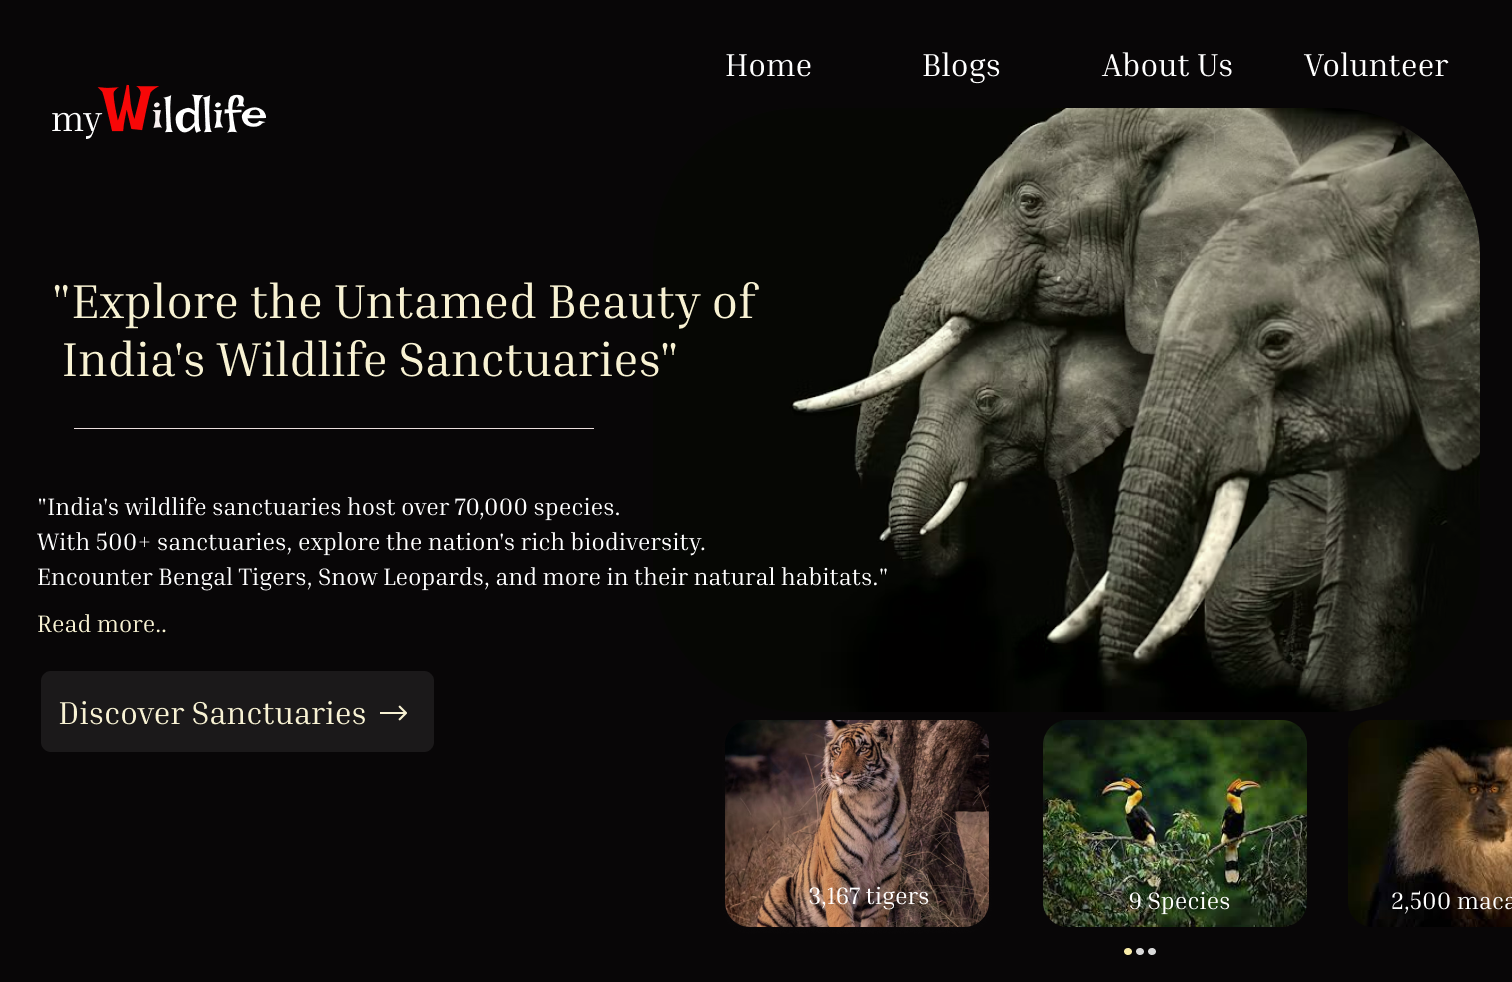 Home Blogs About Us Volunteer
myWildlife
"Explore the Untamed Beauty of
India's Wildlife Sanctuaries"
"India's wildlife sanctuaries host over 70,000 species.
With 500+ sanctuaries, explore the nation's rich biodiversity.
Encounter Bengal Tigers, Snow Leopards, and more in their natural habitats."
Read more..
Discover Sanctuaries →
3,167 tigers
9 Species
2,500 maca